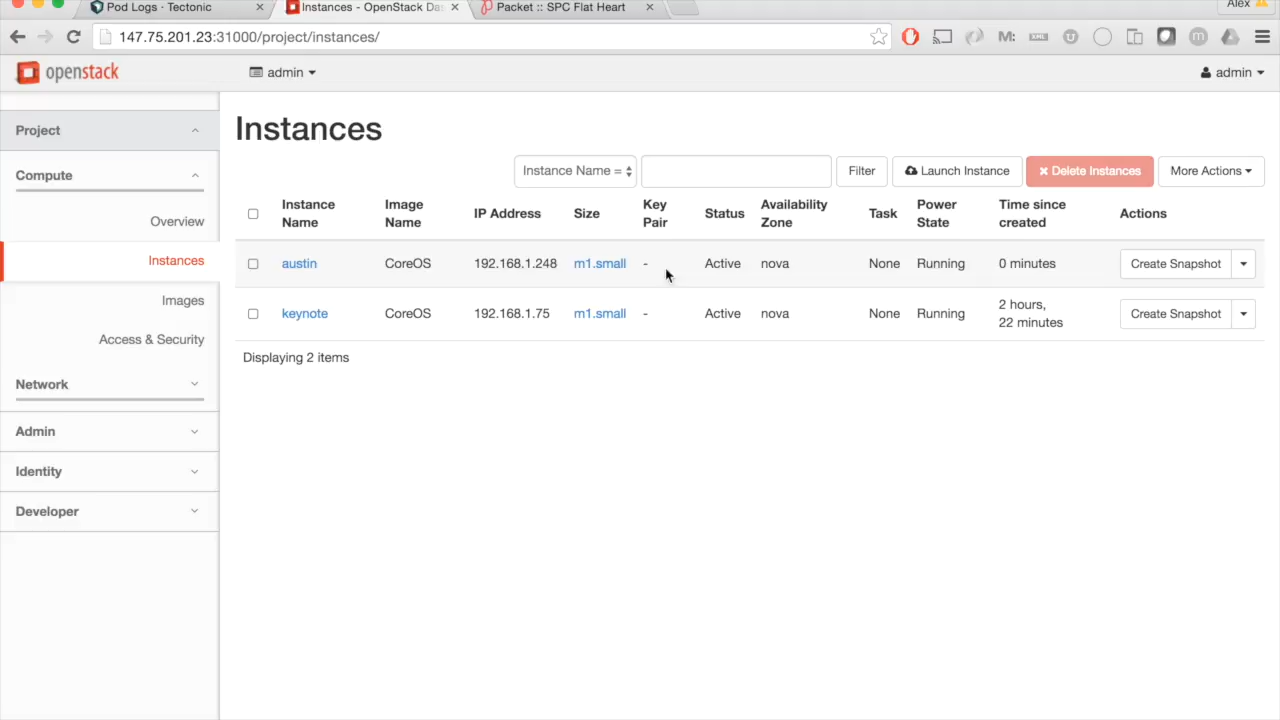 Pod Logs - Tectonic
Instances - OpenStack Das
Packet :: SPC Flat Heart
Alex
147.75.201.23:31000/project/instances/
M:
XML
openstack
admin
admin
Project
Compute
Overview
Instances
Images
Access & Security
Network
Admin
Identity
Developer
Instances
Instance Name =
Filter
Launch Instance
Delete Instances
More Actions
Instance Name
Image Name
IP Address
Size
Key Pair
Status
Availability Zone
Task
Power State
Time since created
Actions
austin CoreOS 192.168.1.248 m1.small - Active nova None Running 0 minutes Create Snapshot
keynote CoreOS 192.168.1.75 m1.small - Active nova None Running 2 hours, 22 minutes Create Snapshot
Displaying 2 items